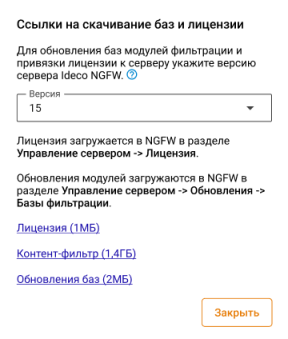 Ссылки на скачивание баз и лицензии
Для обновления баз модулей фильтрации и
привязки лицензии к серверу укажите версию
сервера Ideco NGFW. ?
Версия
15
Лицензия загружается в NGFW в разделе
Управление сервером -> Лицензия.
Обновления модулей загружаются в NGFW в
разделе Управление сервером -> Обновления ->
Базы фильтрации.
Лицензия (1МБ)
Контент-фильтр (1,4ГБ)
Обновления баз (2МБ)
Закрыть